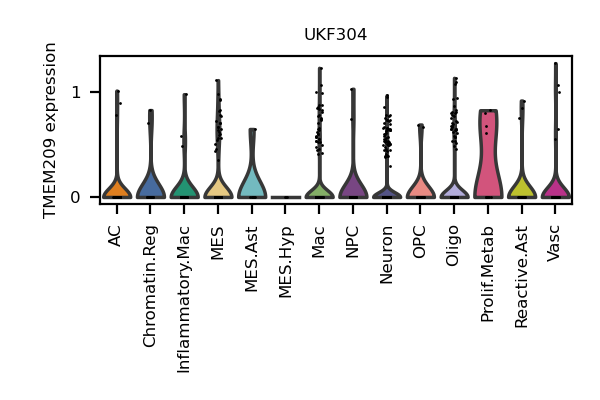 UKF304
TMEM209 expression
1
0
AC
Chromatin.Reg
Inflammatory.Mac
MES
MES.Ast
MES.Hyp
Mac
NPC
Neuron
OPC
Oligo
Prolif.Metab
Reactive.Ast
Vasc